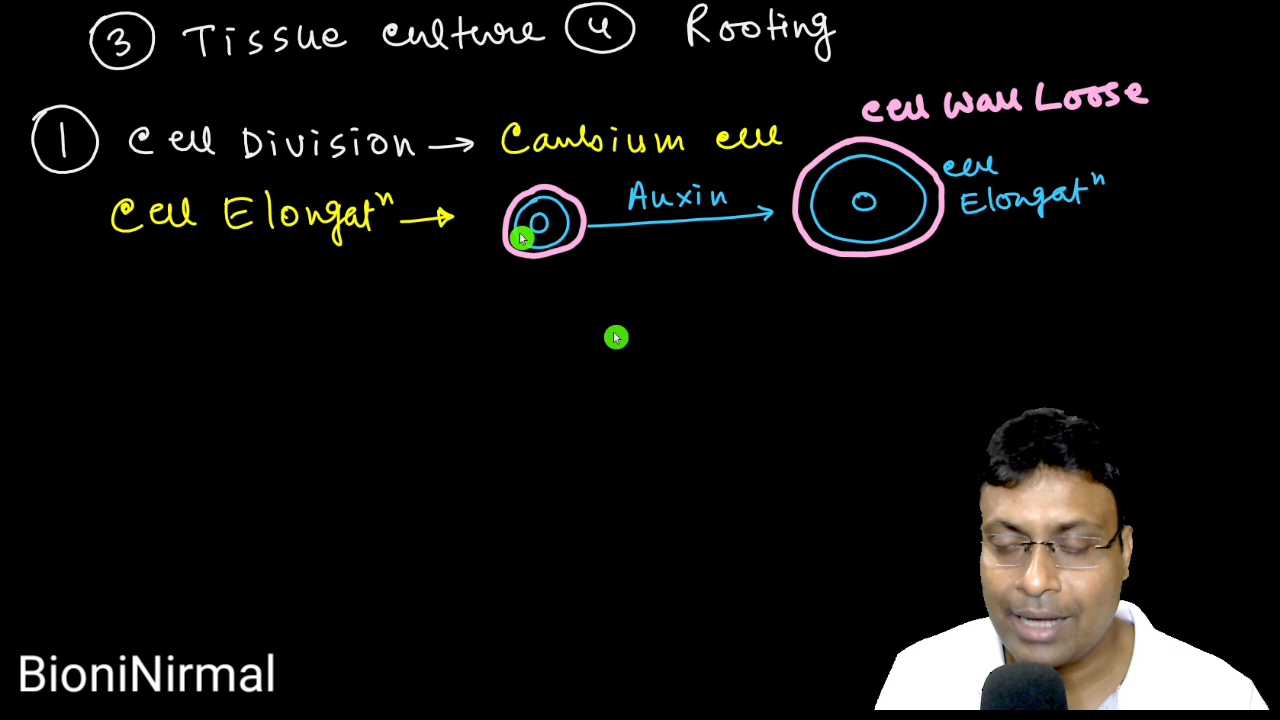 ③ Tissue culture ④ Rooting
① Cell Division → Cambium cell
Cell Wall Loose
Cell Elongatⁿ →
Auxin
Cell
Elongatⁿ
BioniNirmal